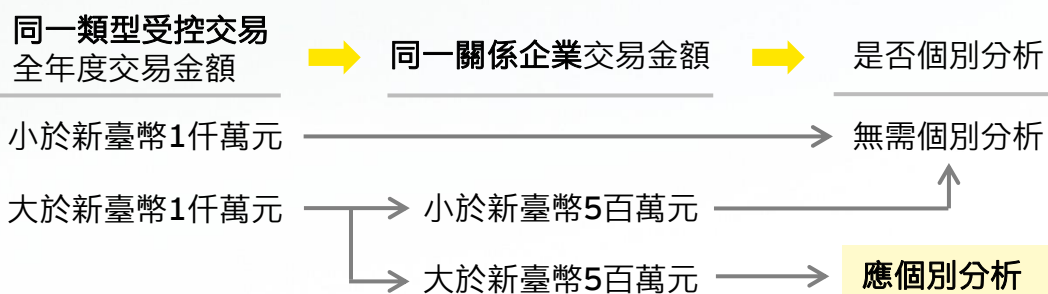 同一類型受控交易
全年度交易金額
同一關係企業交易金額
是否個別分析
小於新臺幣1仟萬元
無需個別分析
大於新臺幣1仟萬元
小於新臺幣5百萬元
大於新臺幣5百萬元
應個別分析